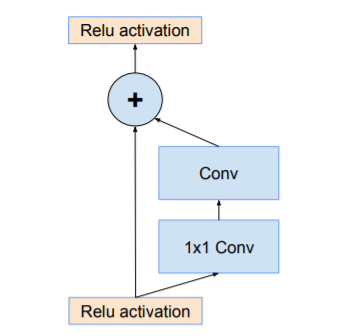 Relu activation
+
Conv
1x1 Conv
Relu activation